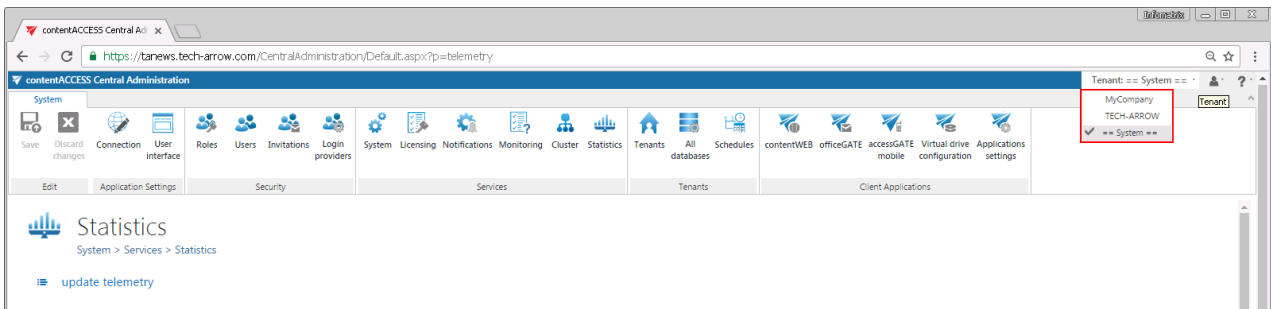 Infometrix
contentACCESS Central Ad
https://tanews.tech-arrow.com/CentralAdministration/Default.aspx?p=telemetry
contentACCESS Central Administration
Tenant: == System ==
?
System
MyCompany
TECH-ARROW
== System ==
Tenant
Save
Discard changes
Connection
User interface
Roles
Users
Invitations
Login providers
System
Licensing
Notifications
Monitoring
Cluster
Statistics
Tenants
All databases
Schedules
contentWEB
officeGATE
accessGATE mobile
Virtual drive configuration
Applications settings
Edit
Application Settings
Security
Services
Tenants
Client Applications
Statistics
System > Services > Statistics
update telemetry